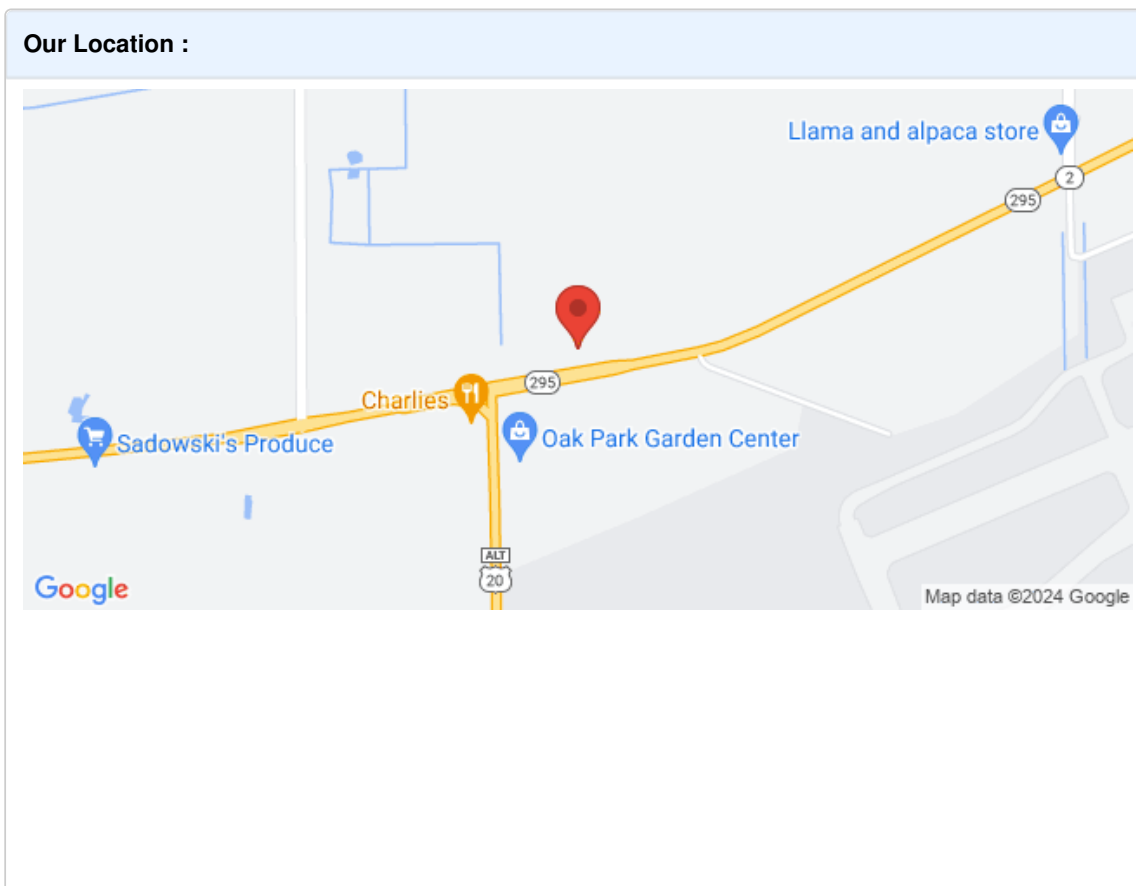 Our Location :
Llama and alpaca store
2
295
295
Charlies
Sadowski's Produce
Oak Park Garden Center
ALT
20
Google
Map data ©2024 Google